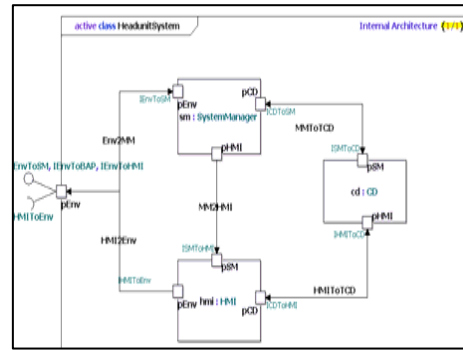 active class HeadunitSystem
Internal Architecture {1/1}
pCD
pEnv
IEnvToSM
sm : SystemManager
ICDToSM
Env2MM
MMToTCD
pHMI
ISMToCD
EnvToSM, IEnvToBAP, IEnvToHMI
pSM
cd : CD
HMIToEnv
pEnv
MM2HMI
pHMI
HMI2Env
IHMIToCD
ISMToHMI
pSM
IHMIToEnv
HMIToTCD
pEnv
hmi : HMI
pCD
ICDToHMI